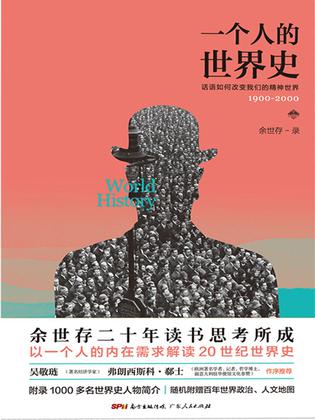 一个人的
世界史
话语如何改变我们的精神世界
1900-2000
余世存-录
World
History
余世存二十年读书思考所成
以一个人的内在需求解读20世纪世界史
吴敬琏（著名经济学家） 弗朗西斯科·郗士（欧洲著名学者，记者，哲学博士，前意大利驻华使馆文化参赞） 作序推荐
附录1000多名世界史人物简介 | 随机附赠百年世界政治、人文地图
SPM 南方出版传媒 广东人民出版社